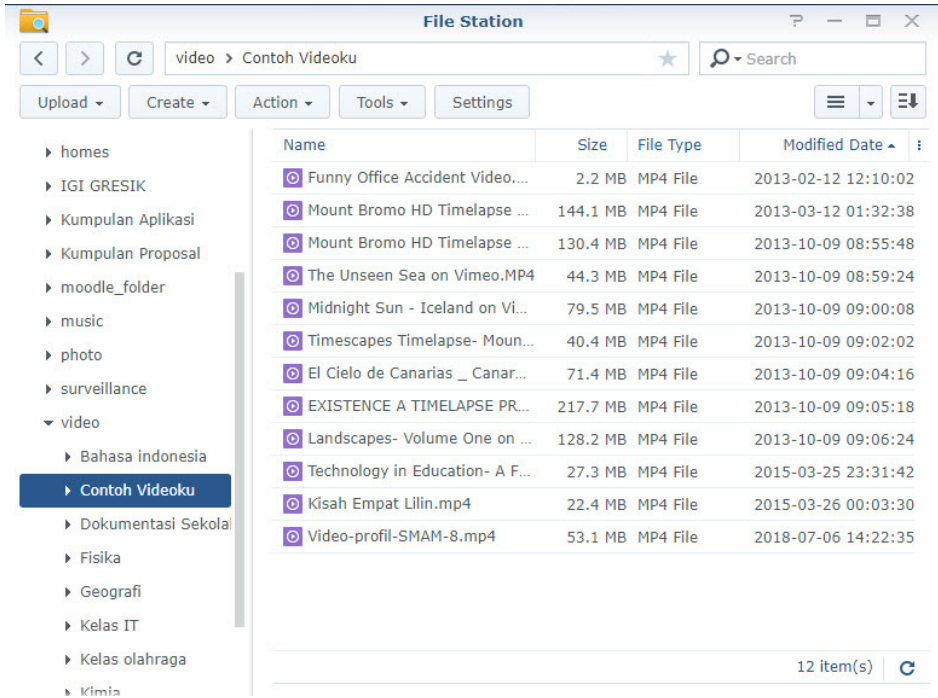 File Station
video > Contoh Videoku
Search
Upload Create Action Tools Settings
homes
IGI GRESIK
Kumpulan Aplikasi
Kumpulan Proposal
moodle_folder
music
photo
surveillance
video
Bahasa indonesia
Contoh Videoku
Dokumentasi Sekola
Fisika
Geografi
Kelas IT
Kelas olahraga
Kimia
Name Size File Type Modified Date
Funny Office Accident Video.... 2.2 MB MP4 File 2013-02-12 12:10:02
Mount Bromo HD Timelapse ... 144.1 MB MP4 File 2013-03-12 01:32:38
Mount Bromo HD Timelapse ... 130.4 MB MP4 File 2013-10-09 08:55:48
The Unseen Sea on Vimeo.MP4 44.3 MB MP4 File 2013-10-09 08:59:24
Midnight Sun - Iceland on Vi... 79.5 MB MP4 File 2013-10-09 09:00:08
Timescapes Timelapse- Moun... 40.4 MB MP4 File 2013-10-09 09:02:02
El Cielo de Canarias _ Canar... 71.4 MB MP4 File 2013-10-09 09:04:16
EXISTENCE A TIMELAPSE PR... 217.7 MB MP4 File 2013-10-09 09:05:18
Landscapes- Volume One on ... 128.2 MB MP4 File 2013-10-09 09:06:24
Technology in Education- A F... 27.3 MB MP4 File 2015-03-25 23:31:42
Kisah Empat Lilin.mp4 22.4 MB MP4 File 2015-03-26 00:03:30
Video-profil-SMAM-8.mp4 53.1 MB MP4 File 2018-07-06 14:22:35
12 item(s)